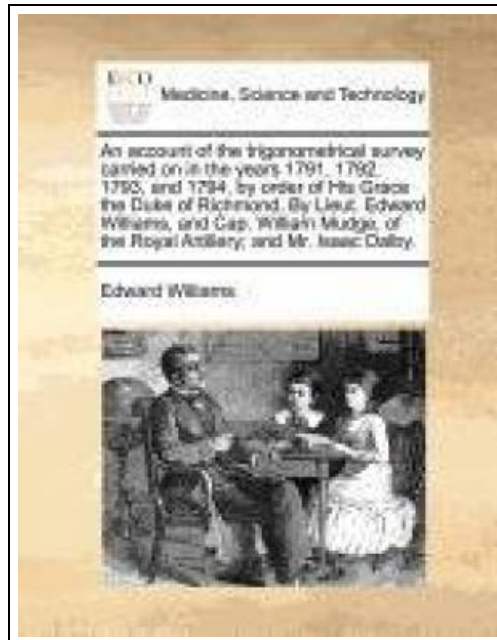 ECCO
Medicine, Science and Technology
An account of the trigonometrical survey
carried on in the years 1791, 1792,
1793, and 1794, by order of His Grace
the Duke of Richmond. By Lieut. Edward
Williams, and Cap. William Mudge, of
the Royal Artillery; and Mr. Isaac Dalby.
Edward Williams